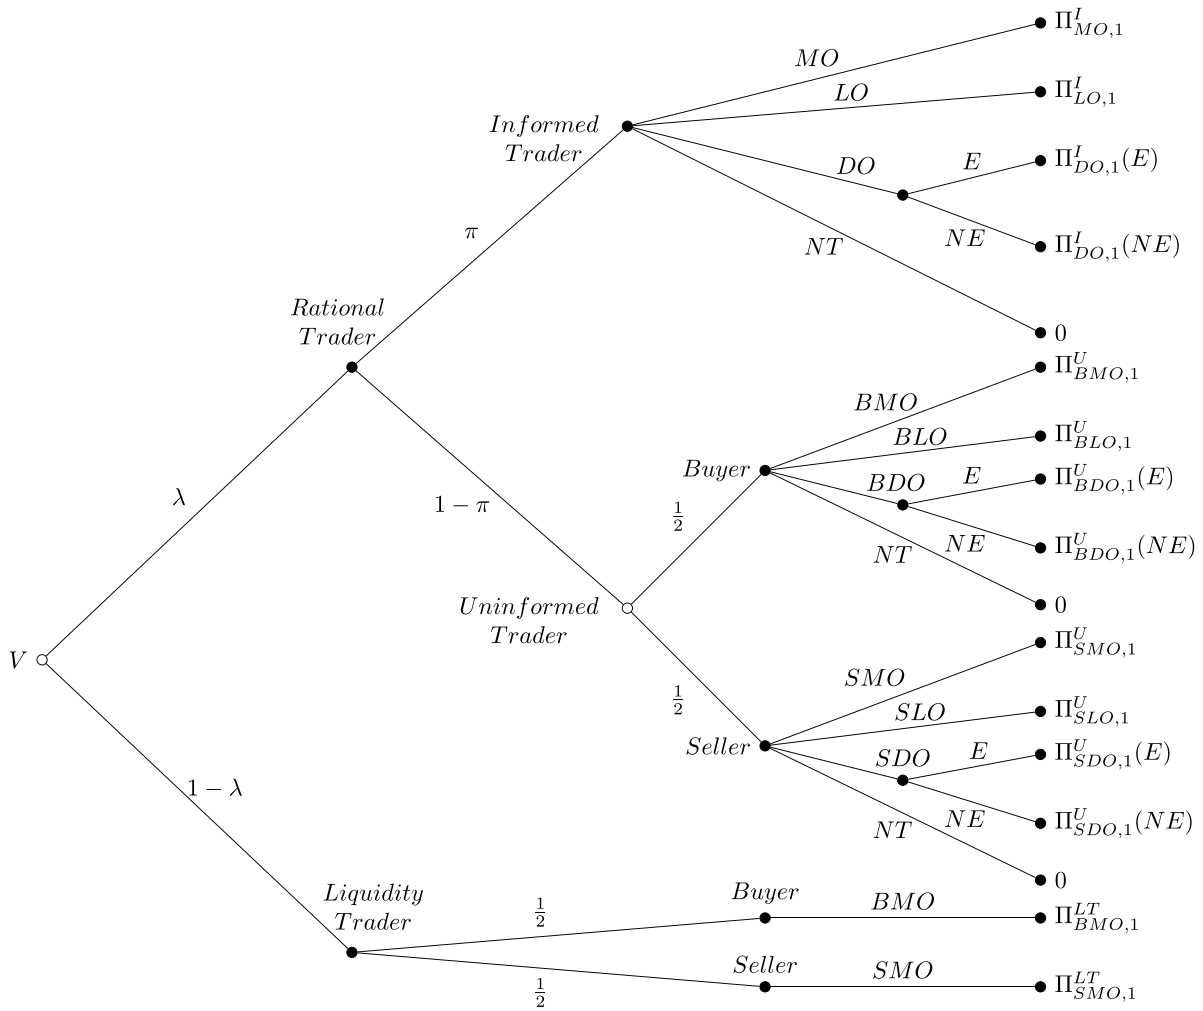 Π^I_{MO,1}
MO
LO
Π^I_{LO,1}
Informed
Trader
DO
E
Π^I_{DO,1}(E)
NE
Π^I_{DO,1}(NE)
NT
π
0
Rational
Trader
Π^U_{BMO,1}
BMO
BLO
Π^U_{BLO,1}
Buyer
BDO
E
Π^U_{BDO,1}(E)
λ
1 − π
1/2
NT
NE
Π^U_{BDO,1}(NE)
0
Uninformed
Trader
Π^U_{SMO,1}
V
SMO
1/2
SLO
Π^U_{SLO,1}
Seller
SDO
E
Π^U_{SDO,1}(E)
1 − λ
NT
NE
Π^U_{SDO,1}(NE)
0
Liquidity
Trader
1/2
Buyer
BMO
Π^{LT}_{BMO,1}
1/2
Seller
SMO
Π^{LT}_{SMO,1}